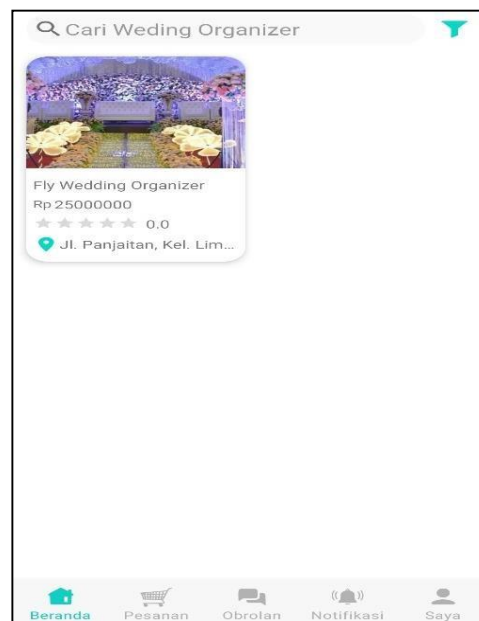 Cari Weding Organizer
Fly Wedding Organizer
Rp 25000000
0.0
Jl. Panjaitan, Kel. Lim...
Beranda Pesanan Obrolan Notifikasi Saya